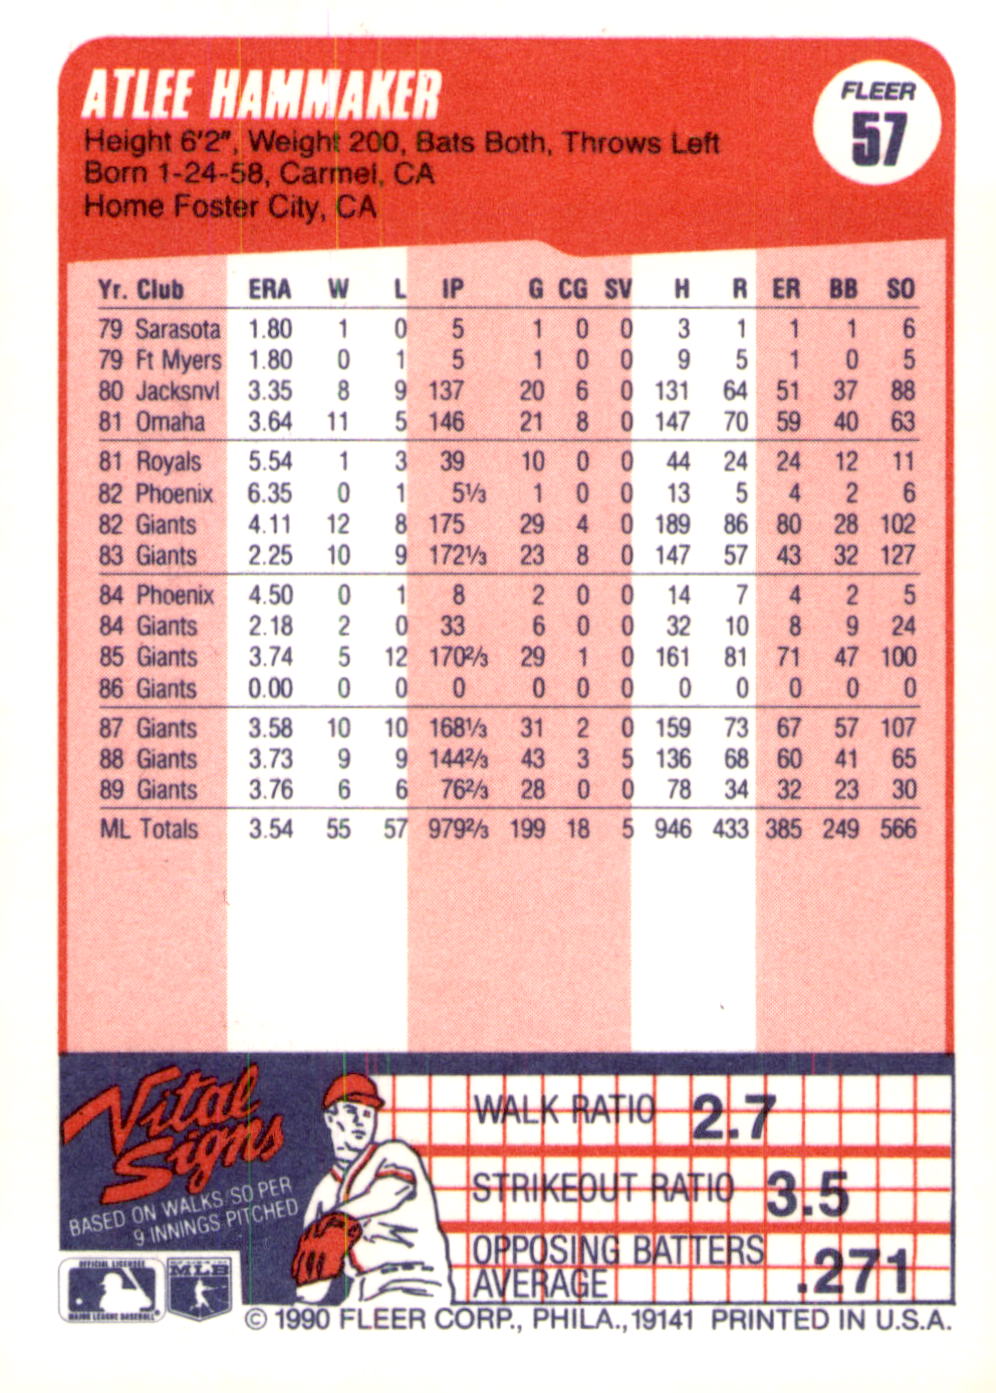 ATLEE HAMMAKER
FLEER
57
Height 6'2", Weight 200, Bats Both, Throws Left
Born 1-24-58, Carmel, CA
Home Foster City, CA
Yr. Club ERA W L IP G CG SV H R ER BB SO
79 Sarasota 1.80 1 0 5 1 0 0 3 1 1 1 6
79 Ft Myers 1.80 0 1 5 1 0 0 9 5 1 0 5
80 Jacksnvl 3.35 8 9 137 20 6 0 131 64 51 37 88
81 Omaha 3.64 11 5 146 21 8 0 147 70 59 40 63
81 Royals 5.54 1 3 39 10 0 0 44 24 24 12 11
82 Phoenix 6.35 0 1 5⅓ 1 0 0 13 5 4 2 6
82 Giants 4.11 12 8 175 29 4 0 189 86 80 28 102
83 Giants 2.25 10 9 172⅓ 23 8 0 147 57 43 32 127
84 Phoenix 4.50 0 1 8 2 0 0 14 7 4 2 5
84 Giants 2.18 2 0 33 6 0 0 32 10 8 9 24
85 Giants 3.74 5 12 170⅔ 29 1 0 161 81 71 47 100
86 Giants 0.00 0 0 0 0 0 0 0 0 0 0 0
87 Giants 3.58 10 10 168⅓ 31 2 0 159 73 67 57 107
88 Giants 3.73 9 9 144⅔ 43 3 5 136 68 60 41 65
89 Giants 3.76 6 6 76⅔ 28 0 0 78 34 32 23 30
ML Totals 3.54 55 57 979⅔ 199 18 5 946 433 385 249 566
Vital
Signs
BASED ON WALKS/SO PER
9 INNINGS PITCHED
WALK RATIO 2.7
STRIKEOUT RATIO 3.5
OPPOSING BATTERS
AVERAGE .271
OFFICIAL LICENSEE
MAJOR LEAGUE BASEBALL
MLB
© 1990 FLEER CORP., PHILA., 19141 PRINTED IN U.S.A.